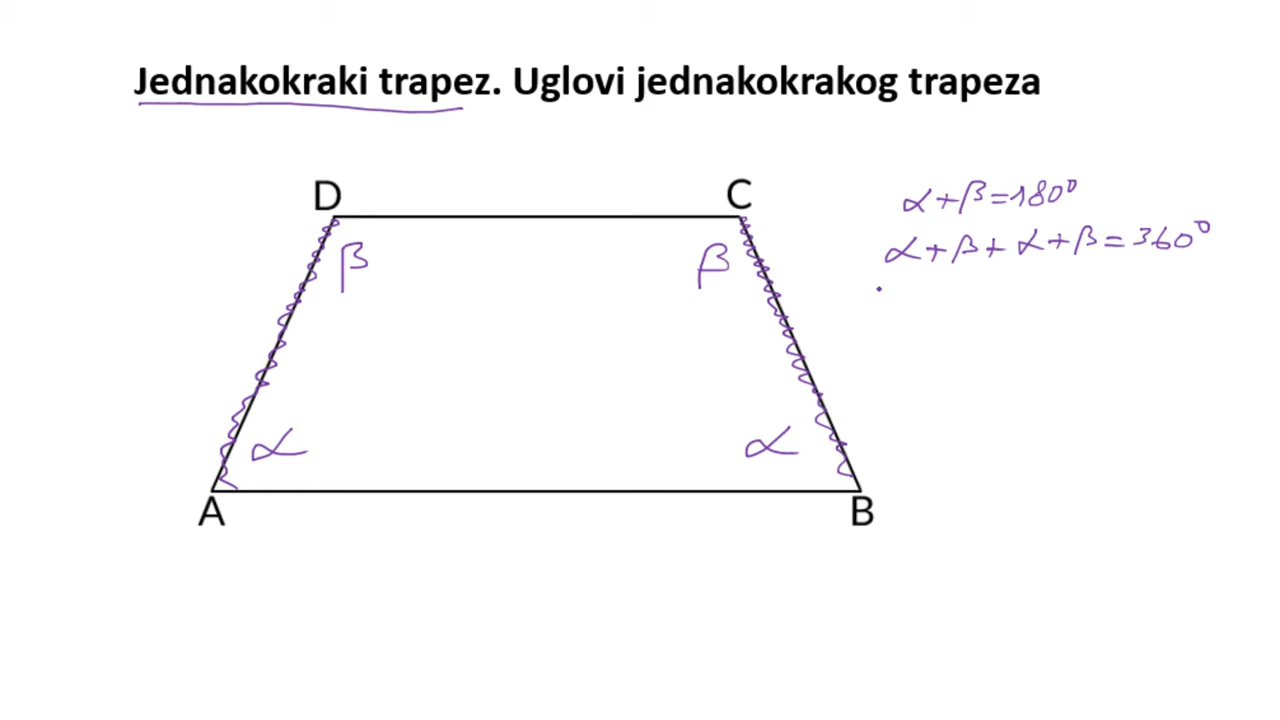 Jednakokraki trapez. Uglovi jednakokrakog trapeza
D
C
α+β=180°
β
β
α+β+α+β=360°
α
α
A
B